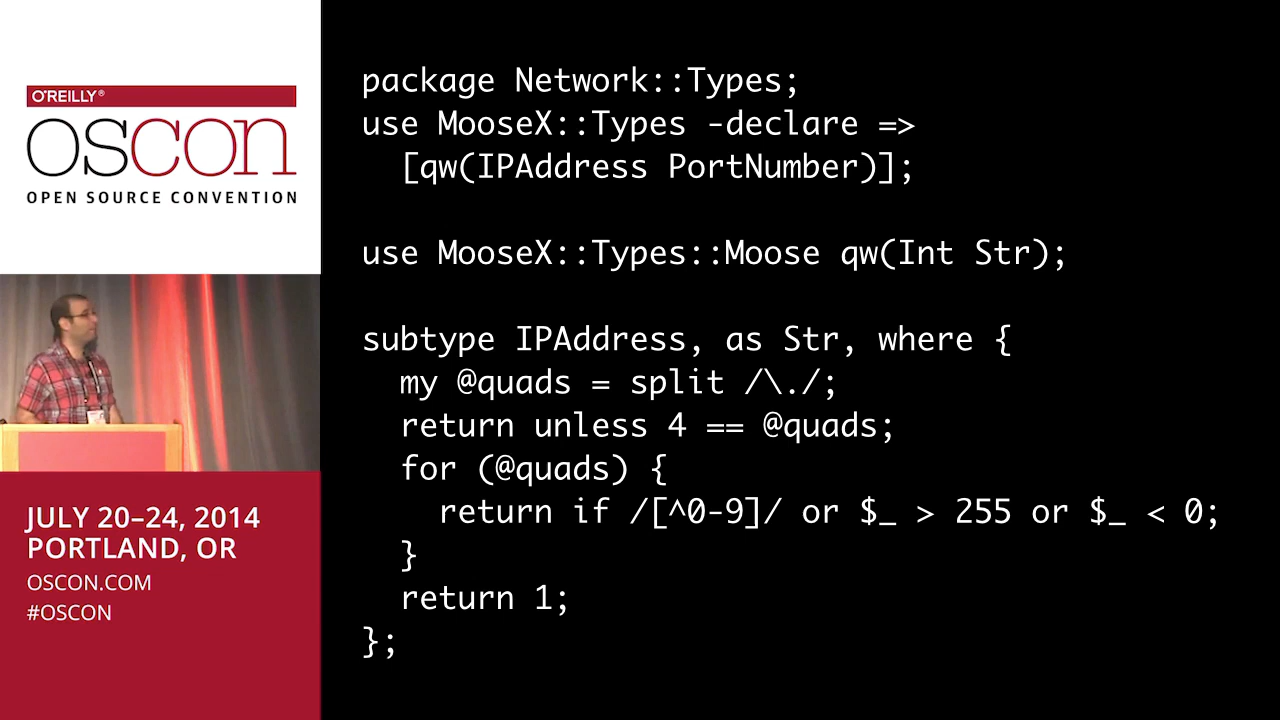 O'REILLY®
OSCON
OPEN SOURCE CONVENTION
JULY 20–24, 2014
PORTLAND, OR
OSCON.COM
#OSCON
package Network::Types;
use MooseX::Types -declare =>
  [qw(IPAddress PortNumber)];
use MooseX::Types::Moose qw(Int Str);
subtype IPAddress, as Str, where {
  my @quads = split /\./;
  return unless 4 == @quads;
  for (@quads) {
    return if /[^0-9]/ or $_ > 255 or $_ < 0;
  }
  return 1;
};